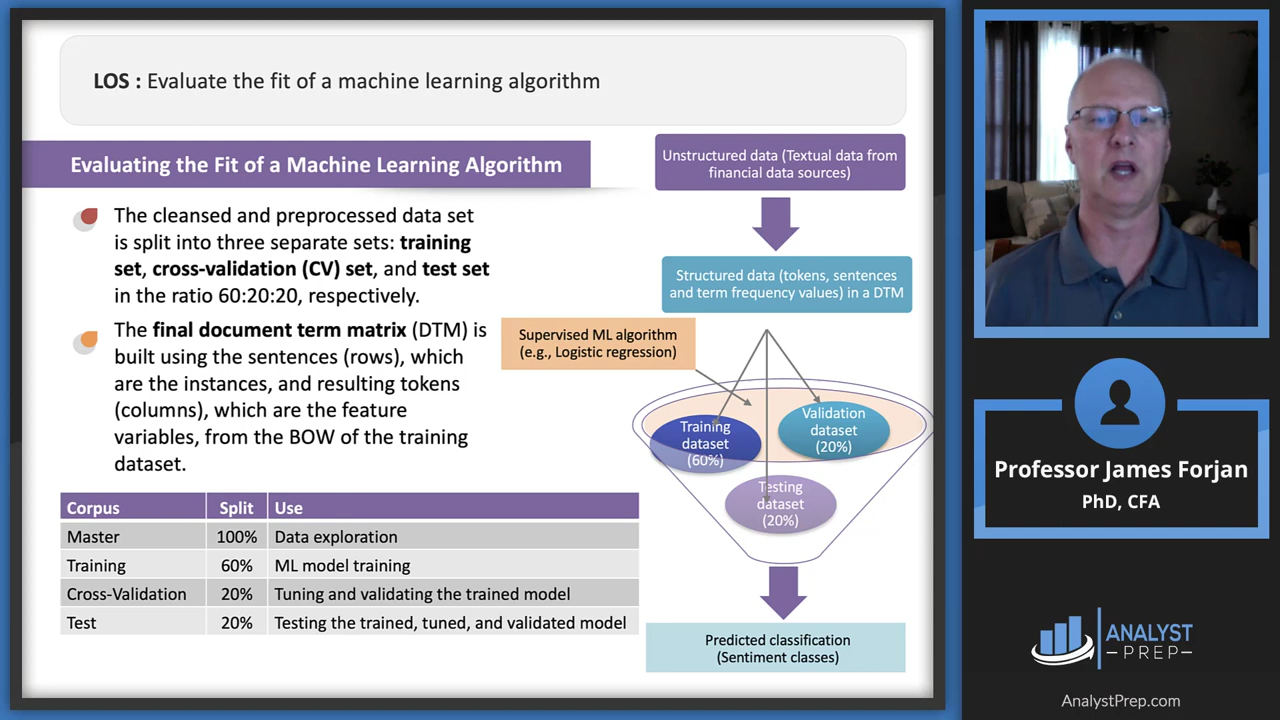 LOS : Evaluate the fit of a machine learning algorithm
Evaluating the Fit of a Machine Learning Algorithm
The cleansed and preprocessed data set
is split into three separate sets: training
set, cross-validation (CV) set, and test set
in the ratio 60:20:20, respectively.
The final document term matrix (DTM) is
built using the sentences (rows), which
are the instances, and resulting tokens
(columns), which are the feature
variables, from the BOW of the training
dataset.
Corpus Split Use
Master 100% Data exploration
Training 60% ML model training
Cross-Validation 20% Tuning and validating the trained model
Test 20% Testing the trained, tuned, and validated model
Unstructured data (Textual data from
financial data sources)
Structured data (tokens, sentences
and term frequency values) in a DTM
Supervised ML algorithm
(e.g., Logistic regression)
Training
dataset
(60%)
Validation
dataset
(20%)
Testing
dataset
(20%)
Predicted classification
(Sentiment classes)
Professor James Forjan
PhD, CFA
ANALYST
PREP
AnalystPrep.com